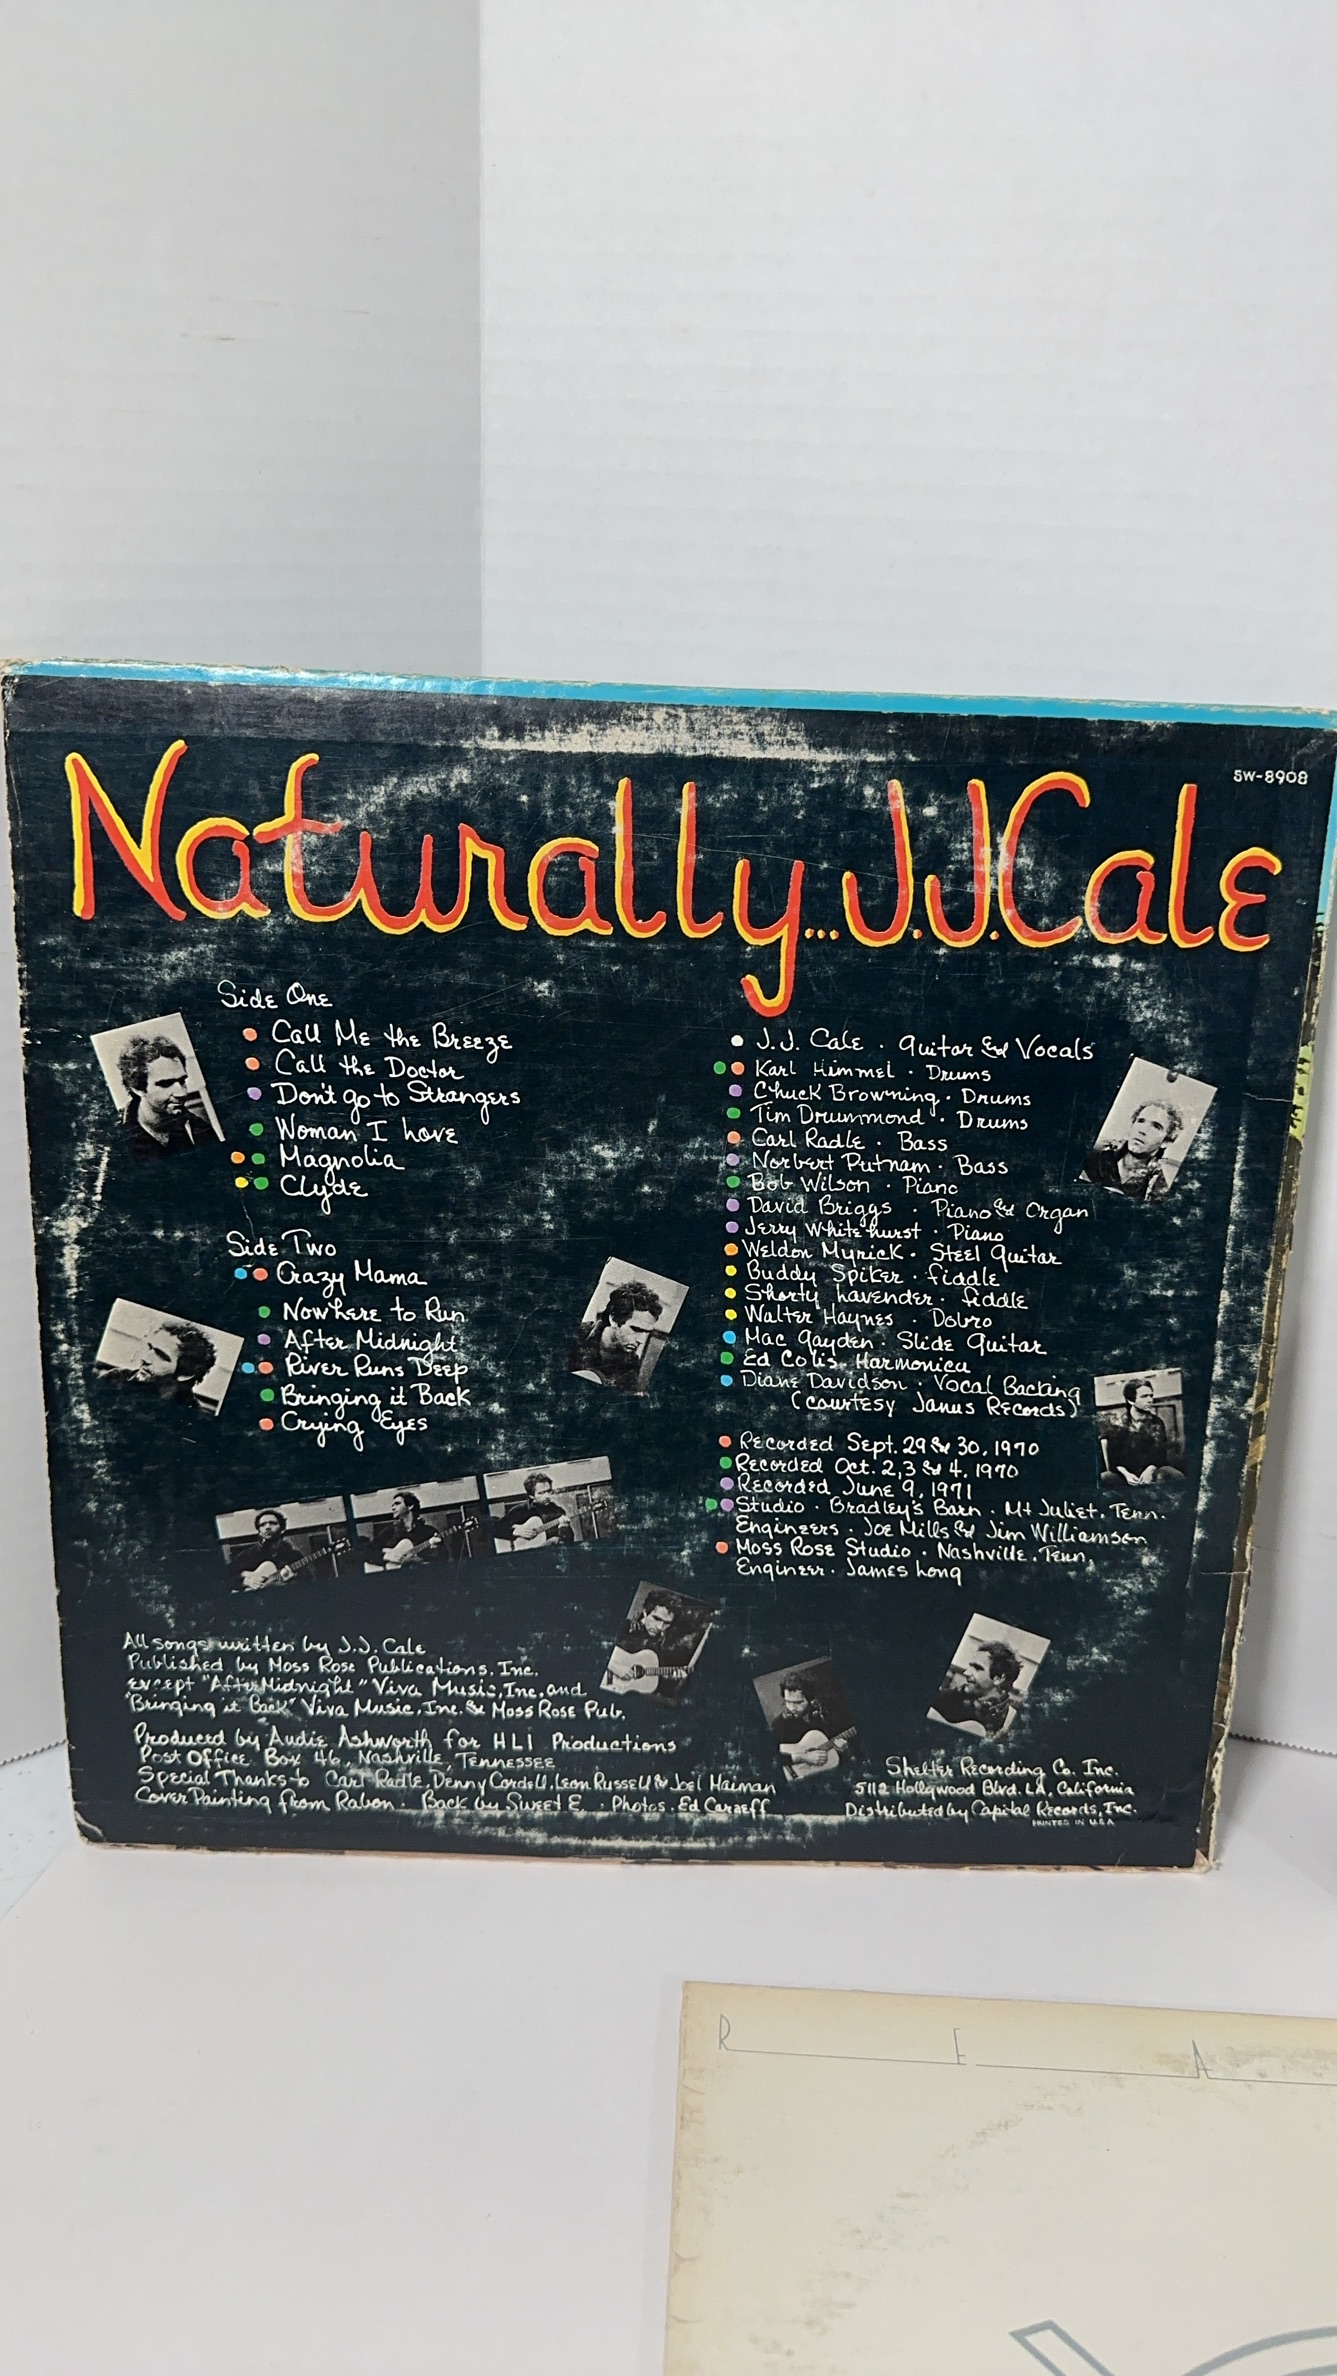 SW-8908
Naturally... J.J. Cale
Side One
Call Me the Breeze
Call the Doctor
Don't go to Strangers
Woman I Love
Magnolia
Clyde
Side Two
Crazy Mama
Nowhere to Run
After Midnight
River Runs Deep
Bringing it Back
Crying Eyes
J.J. Cale · Guitar and Vocals
Karl Himmel · Drums
Chuck Browning · Drums
Tim Drummond · Drums
Carl Radle · Bass
Norbert Putnam · Bass
Bob Wilson · Piano
David Briggs · Piano and Organ
Jerry Whitehurst · Piano
Weldon Myrick · Steel Guitar
Buddy Spiker · fiddle
Shorty Lavender · fiddle
Walter Haynes · Dobro
Mac Gayden · Slide Guitar
Ed Colis · Harmonica
Diane Davidson · Vocal Backing
(courtesy Janus Records)
Recorded Sept. 29 & 30, 1970
Recorded Oct. 2, 3 & 4, 1970
Recorded June 9, 1971
Studio · Bradley's Barn · Mt Juliet, Tenn.
Engineers · Joe Mills & Jim Williamson
Moss Rose Studio · Nashville, Tenn.
Engineer · James Long
All songs written by J.J. Cale
Published by Moss Rose Publications, Inc.
except "After Midnight" Viva Music, Inc. and
"Bringing it Back" Viva Music, Inc. & Moss Rose Pub.
Produced by Audie Ashworth for HLI Productions
Post Office Box 46, Nashville, Tennessee
Special Thanks to Carl Radle, Denny Cordell, Leon Russell & Joel Haiman
Cover Painting from Rabon Back by Sweet E. · Photos · Ed Caraeff
Shelter Recording Co. Inc.
5112 Hollywood Blvd. LA, California
Distributed by Capitol Records, Inc.
PRINTED IN U.S.A.
R E A